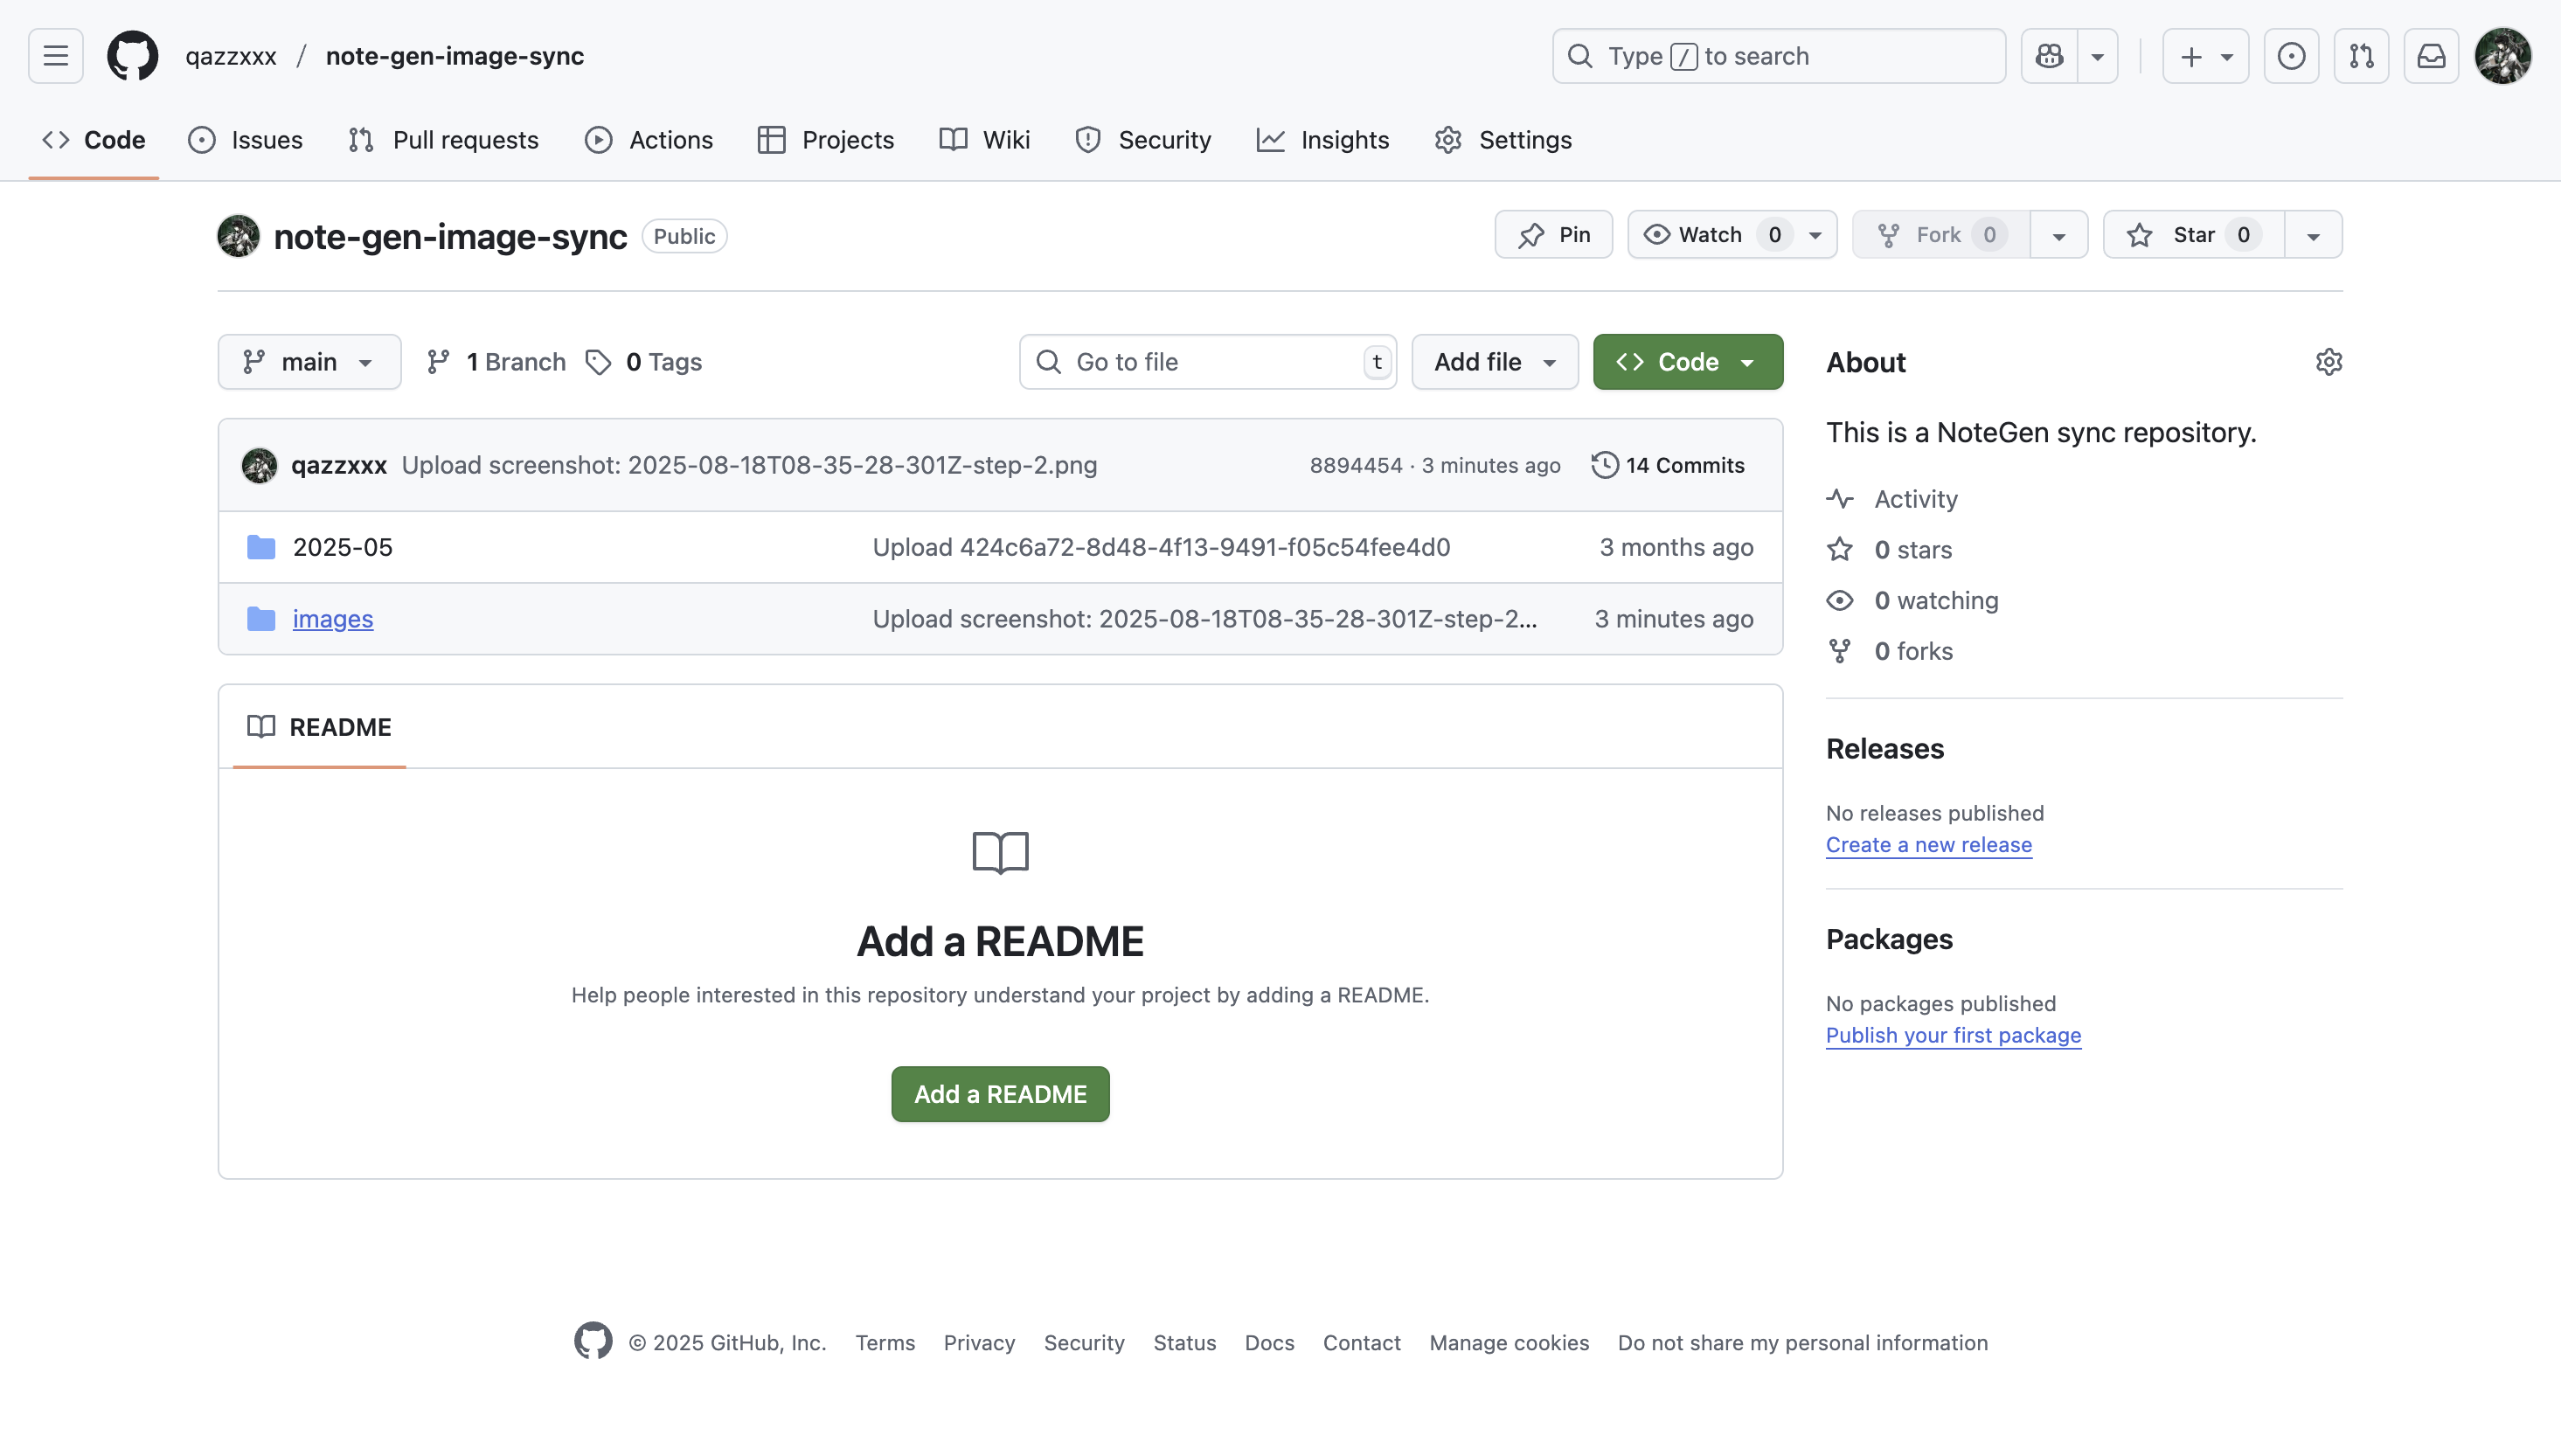 qazzxxx / note-gen-image-sync
Type / to search
Code Issues Pull requests Actions Projects Wiki Security Insights Settings
note-gen-image-sync Public
Pin Watch 0 Fork 0 Star 0
main 1 Branch 0 Tags
Go to file t Add file Code
qazzxxx Upload screenshot: 2025-08-18T08-35-28-301Z-step-2.png 8894454 · 3 minutes ago 14 Commits
2025-05 Upload 424c6a72-8d48-4f13-9491-f05c54fee4d0 3 months ago
images Upload screenshot: 2025-08-18T08-35-28-301Z-step-2... 3 minutes ago
README
Add a README
Help people interested in this repository understand your project by adding a README.
Add a README
About
This is a NoteGen sync repository.
Activity
0 stars
0 watching
0 forks
Releases
No releases published
Create a new release
Packages
No packages published
Publish your first package
© 2025 GitHub, Inc. Terms Privacy Security Status Docs Contact Manage cookies Do not share my personal information